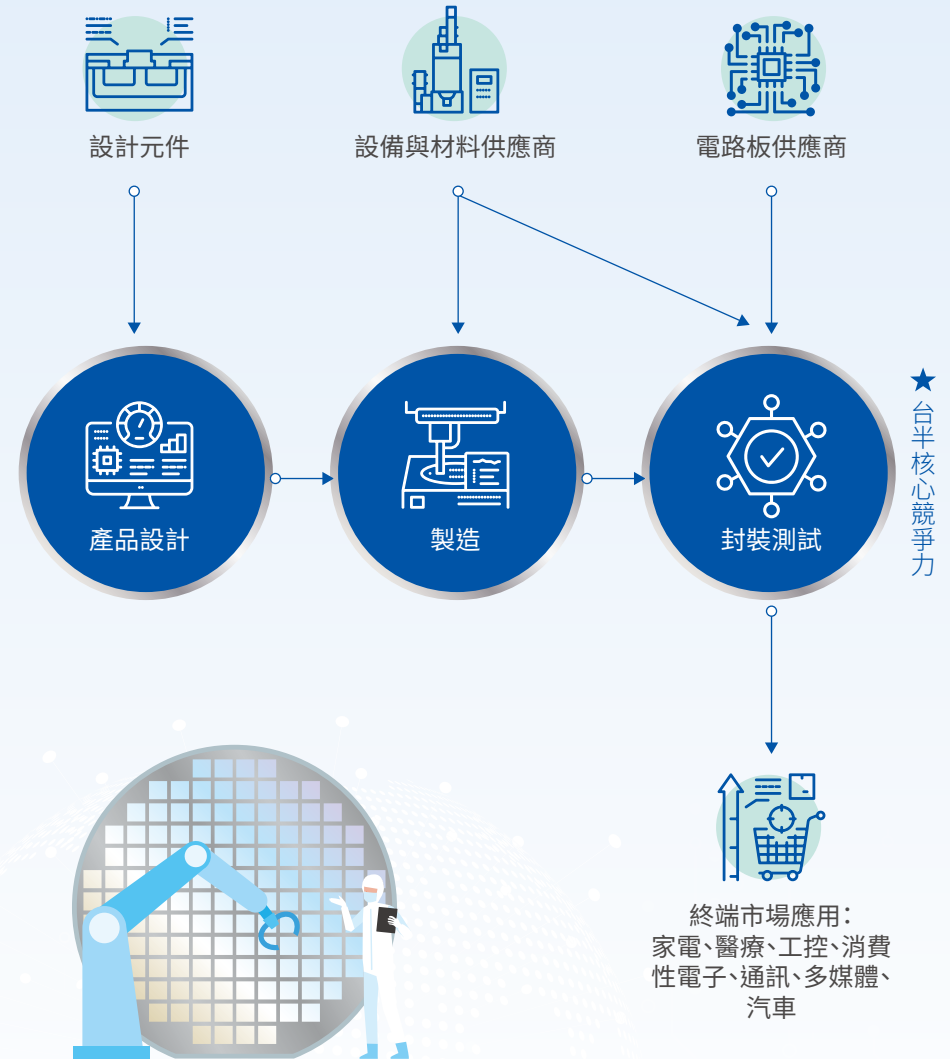 設計元件
設備與材料供應商
電路板供應商
產品設計
製造
封裝測試
★台半核心競爭力
終端市場應用：
家電、醫療、工控、消費
性電子、通訊、多媒體、
汽車